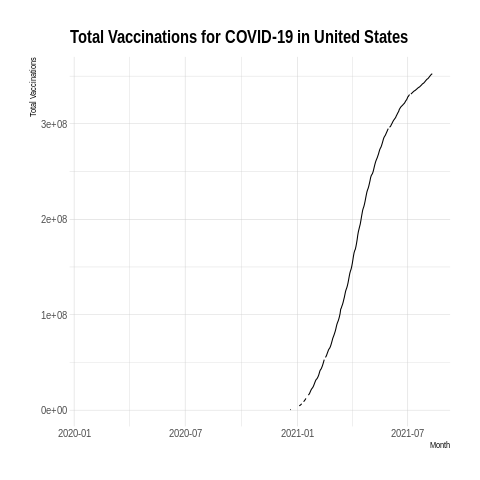 Total Vaccinations for COVID-19 in United States
Total Vaccinations
3e+08
2e+08
1e+08
0e+00
2020-01 2020-07 2021-01 2021-07
Month